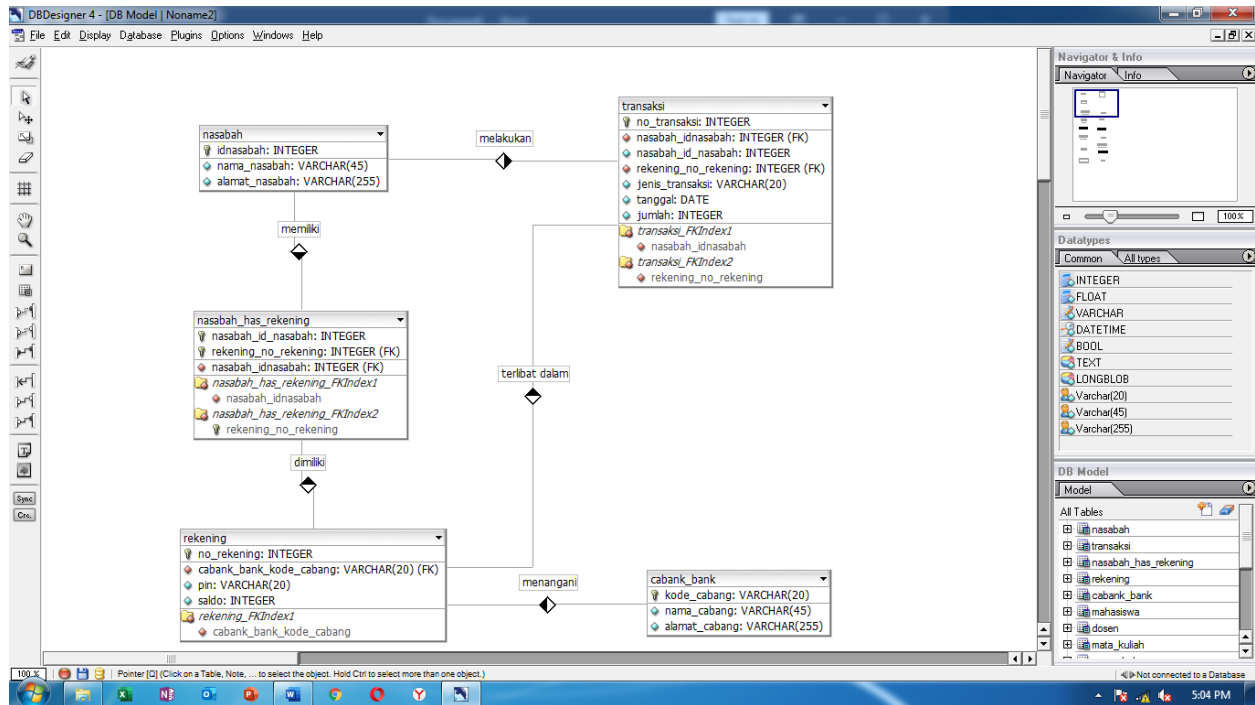 DBDesigner 4 - [DB Model | Noname2]
File Edit Display Database Plugins Options Windows Help
nasabah
idnasabah: INTEGER
nama_nasabah: VARCHAR(45)
alamat_nasabah: VARCHAR(255)
melakukan
transaksi
no_transaksi: INTEGER
nasabah_idnasabah: INTEGER (FK)
nasabah_id_nasabah: INTEGER
rekening_no_rekening: INTEGER (FK)
jenis_transaksi: VARCHAR(20)
tanggal: DATE
jumlah: INTEGER
transaksi_FKIndex1
nasabah_idnasabah
transaksi_FKIndex2
rekening_no_rekening
memiliki
nasabah_has_rekening
nasabah_id_nasabah: INTEGER
rekening_no_rekening: INTEGER (FK)
nasabah_idnasabah: INTEGER (FK)
nasabah_has_rekening_FKIndex1
nasabah_idnasabah
nasabah_has_rekening_FKIndex2
rekening_no_rekening
terlibat dalam
dimiliki
rekening
no_rekening: INTEGER
cabank_bank_kode_cabang: VARCHAR(20) (FK)
pin: VARCHAR(20)
saldo: INTEGER
rekening_FKIndex1
cabank_bank_kode_cabang
menangani
cabank_bank
kode_cabang: VARCHAR(20)
nama_cabang: VARCHAR(45)
alamat_cabang: VARCHAR(255)
Sync
Navigator & Info
Navigator Info
100 %
Datatypes
Common All types
INTEGER
FLOAT
VARCHAR
DATETIME
BOOL
TEXT
LONGBLOB
Varchar(20)
Varchar(45)
Varchar(255)
DB Model
Model
All Tables
nasabah
transaksi
nasabah_has_rekening
rekening
cabank_bank
mahasiswa
dosen
mata_kuliah
100 % Pointer [Q] (Click on a Table, Note, ... to select the object. Hold Ctrl to select more than one object.) Not connected to a Database
5:04 PM